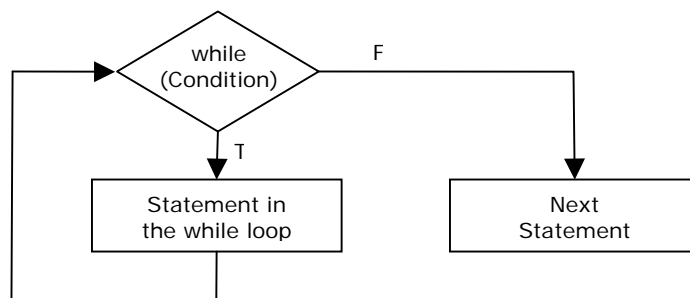 while
(Condition)
F
T
Statement in
the while loop
Next
Statement